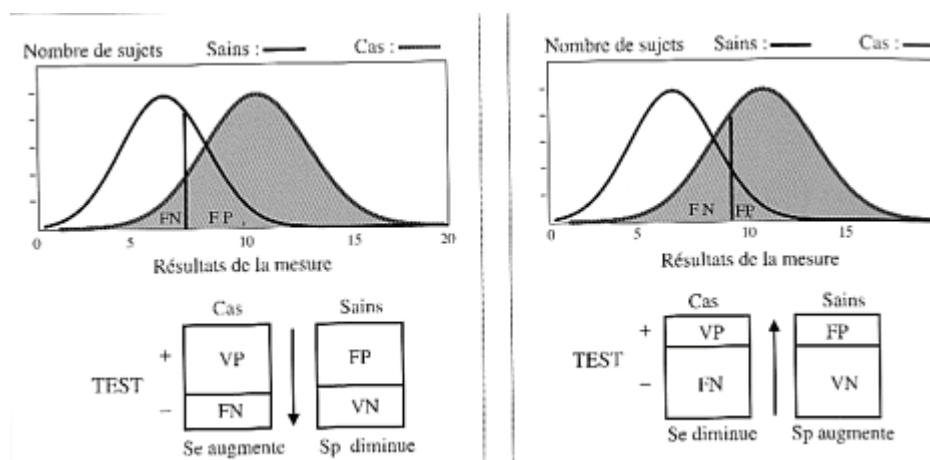 Nombre de sujets Sains : Cas :
FN FP
0 5 10 15 20
Résultats de la mesure
Cas Sains
+ VP FP
TEST
- FN VN
Se augmente Sp diminue
Nombre de sujets Sains : Cas :
FN FP
0 5 10 15
Résultats de la mesure
Cas Sains
+ VP FP
TEST
- FN VN
Se diminue Sp augmente